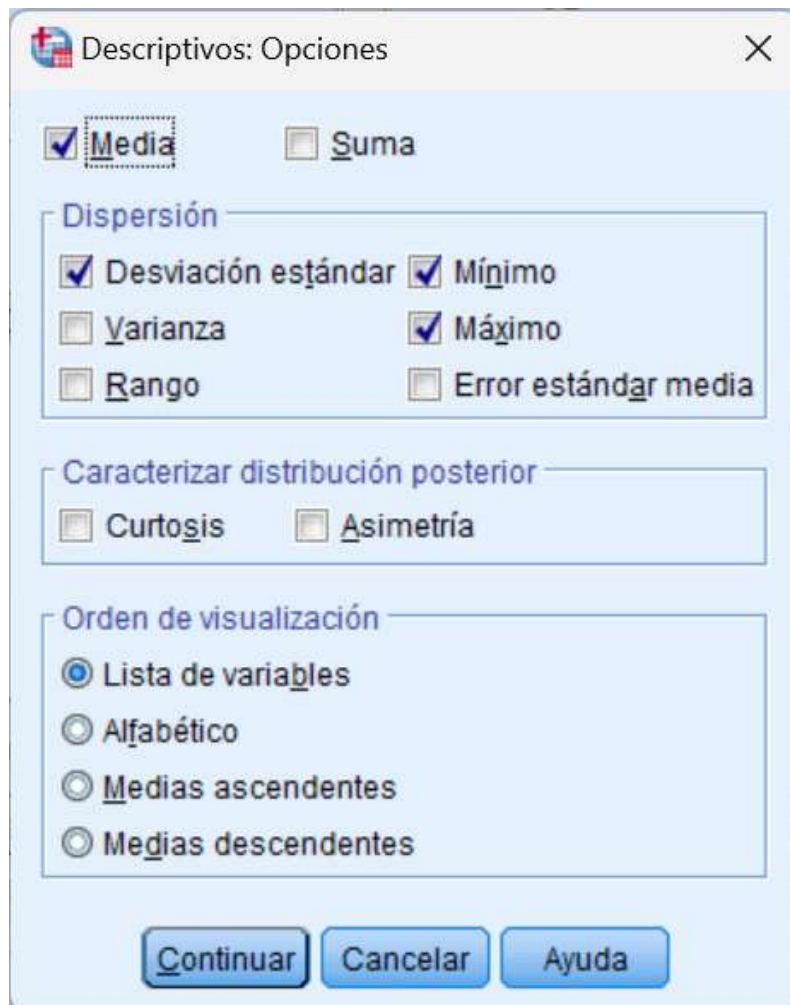 Descriptivos: Opciones
Media Suma
Dispersión
Desviación estándar Mínimo
Varianza Máximo
Rango Error estándar media
Caracterizar distribución posterior
Curtosis Asimetría
Orden de visualización
Lista de variables
Alfabético
Medias ascendentes
Medias descendentes
Continuar Cancelar Ayuda